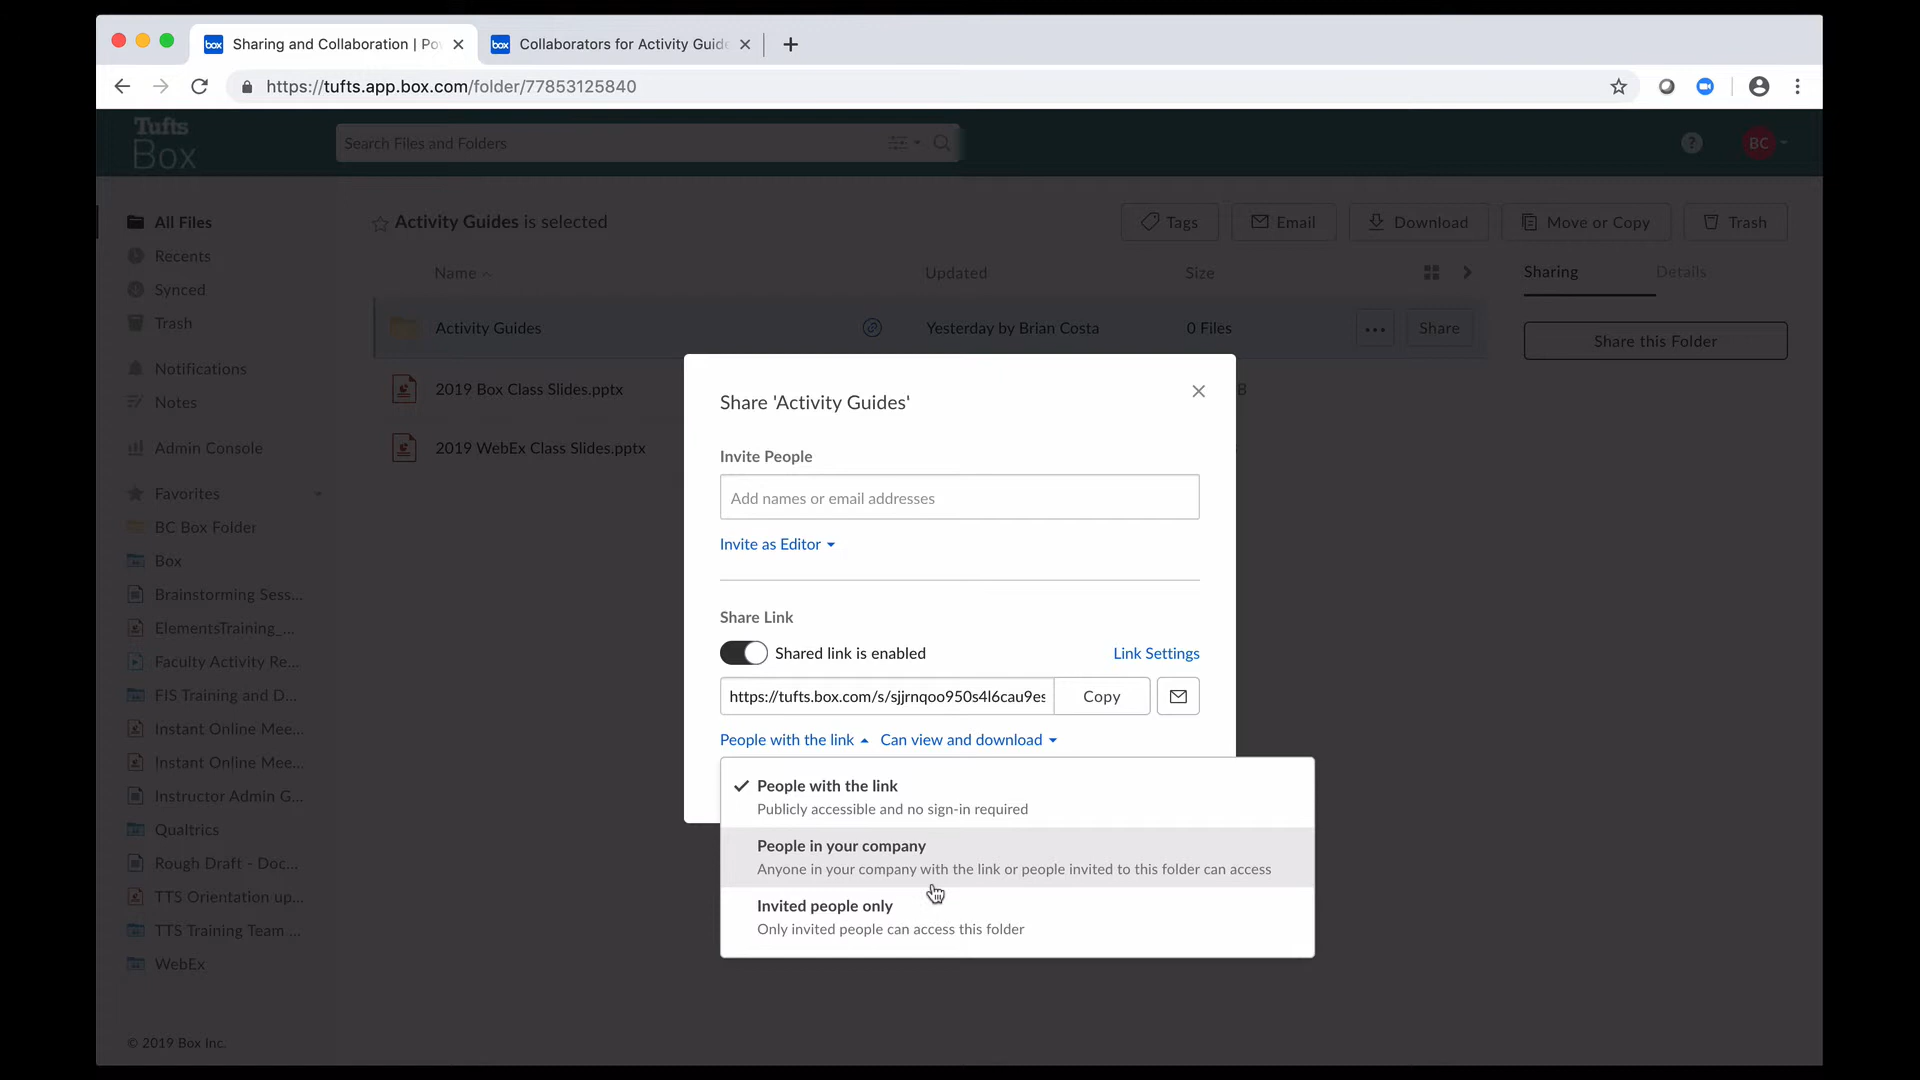 Sharing and Collaboration | Po
Collaborators for Activity Guid
https://tufts.app.box.com/folder/77853125840
Tufts
Box
Search Files and Folders
?
BC
All Files
Recents
Synced
Trash
Notifications
Notes
Admin Console
Favorites
BC Box Folder
Box
Brainstorming Sess...
ElementsTraining_...
Faculty Activity Re...
FIS Training and D...
Instant Online Mee...
Instant Online Mee...
Instructor Admin G...
Qualtrics
Rough Draft - Doc...
TTS Orientation up...
TTS Training Team ...
WebEx
© 2019 Box Inc.
Activity Guides is selected
Tags
Email
Download
Move or Copy
Trash
Name
Updated
Size
Sharing
Details
Activity Guides
Yesterday by Brian Costa
0 Files
Share
Share this Folder
2019 Box Class Slides.pptx
B
2019 WebEx Class Slides.pptx
Share 'Activity Guides'
Invite People
Add names or email addresses
Invite as Editor
Share Link
Shared link is enabled
Link Settings
https://tufts.box.com/s/sjjrnqoo950s4l6cau9es
Copy
People with the link
Can view and download
People with the link
Publicly accessible and no sign-in required
People in your company
Anyone in your company with the link or people invited to this folder can access
Invited people only
Only invited people can access this folder